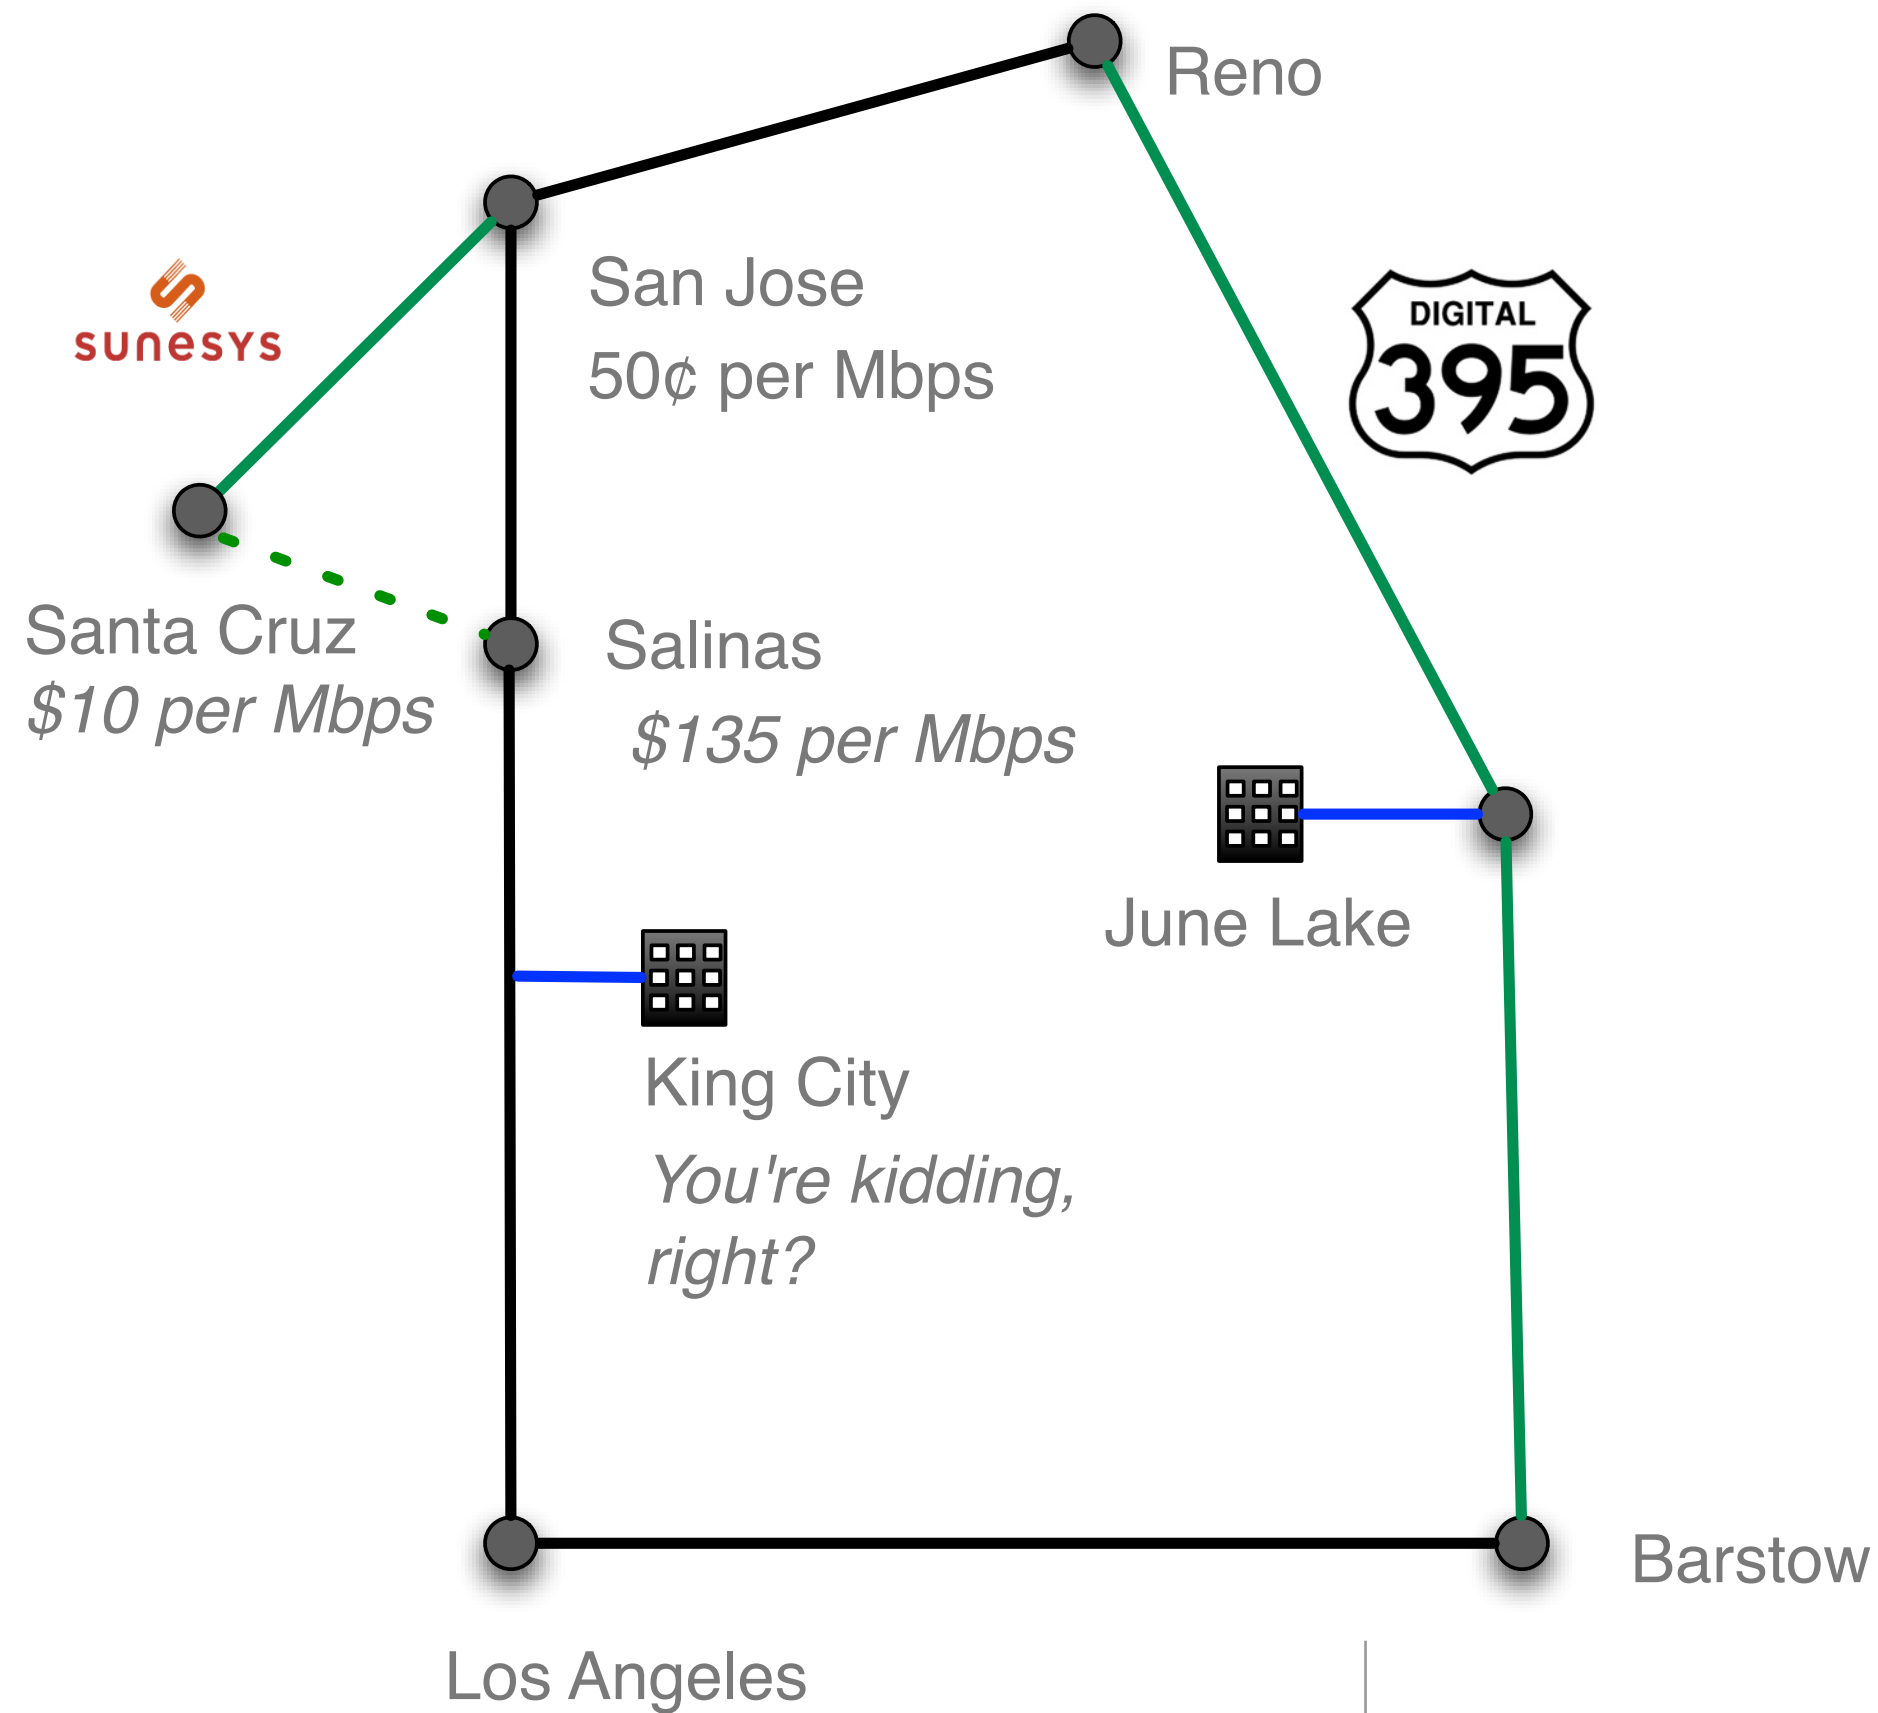 Reno
San Jose
50¢ per Mbps
sunesys
DIGITAL
395
Santa Cruz
$10 per Mbps
Salinas
$135 per Mbps
June Lake
King City
You're kidding,
right?
Barstow
Los Angeles